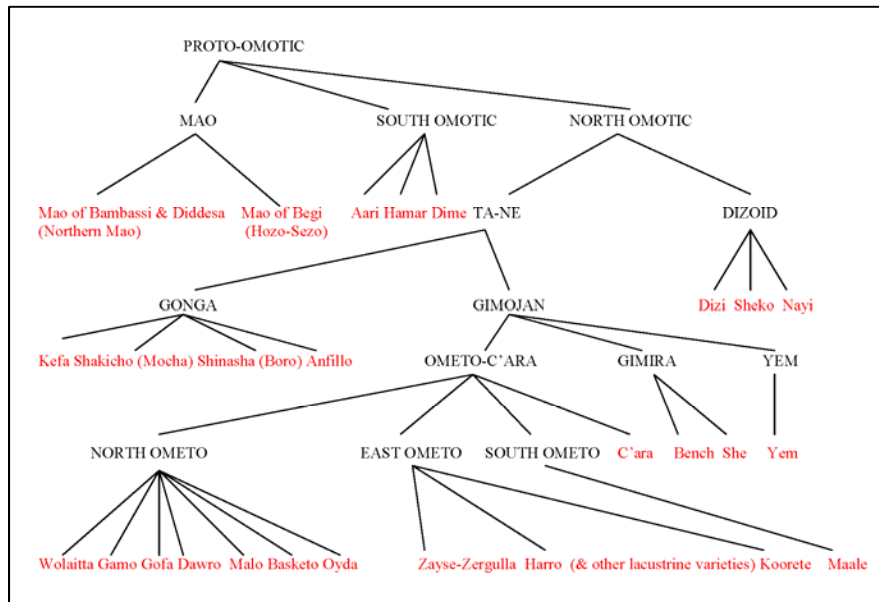 PROTO-OMOTIC
MAO SOUTH OMOTIC NORTH OMOTIC
Mao of Bambassi & Diddesa Mao of Begi Aari Hamar Dime TA-NE DIZOID
(Northern Mao) (Hozo-Sezo)
GONGA GIMOJAN Dizi Sheko Nayi
Kefa Shakicho (Mocha) Shinasha (Boro) Anfillo OMETO-C'ARA GIMIRA YEM
NORTH OMETO EAST OMETO SOUTH OMETO C'ara Bench She Yem
Wolaitta Gamo Gofa Dawro Malo Basketo Oyda Zayse-Zergulla Harro (& other lacustrine varieties) Koorete Maale